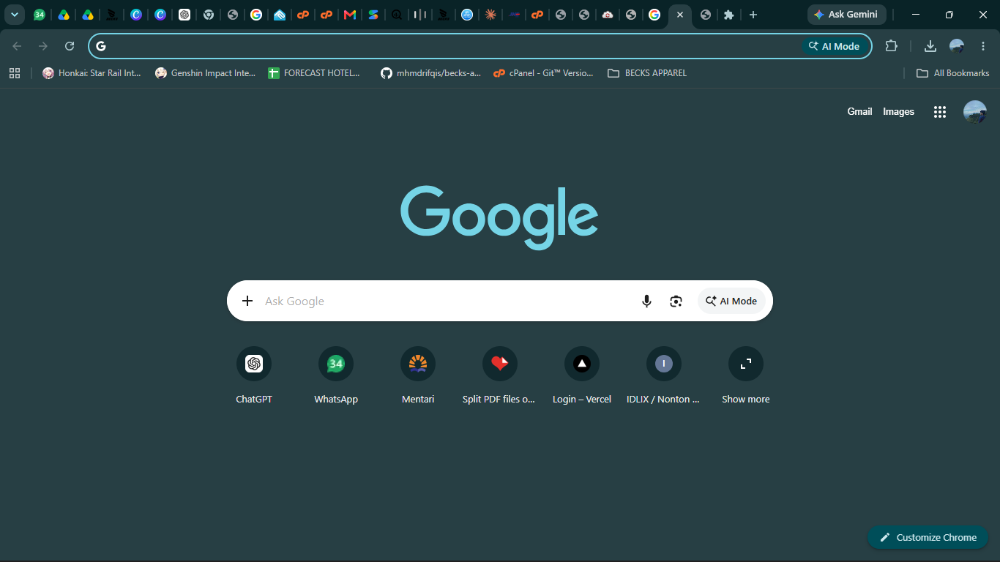 34
Ask Gemini
AI Mode
Honkai: Star Rail Int...
Genshin Impact Inte...
FORECAST HOTEL...
mhmdrifqis/becks-a...
cPanel - Git™ Versio...
BECKS APPAREL
All Bookmarks
Gmail
Images
Google
Ask Google
AI Mode
34
I
ChatGPT
WhatsApp
Mentari
Split PDF files o...
Login – Vercel
IDLIX / Nonton ...
Show more
Customize Chrome